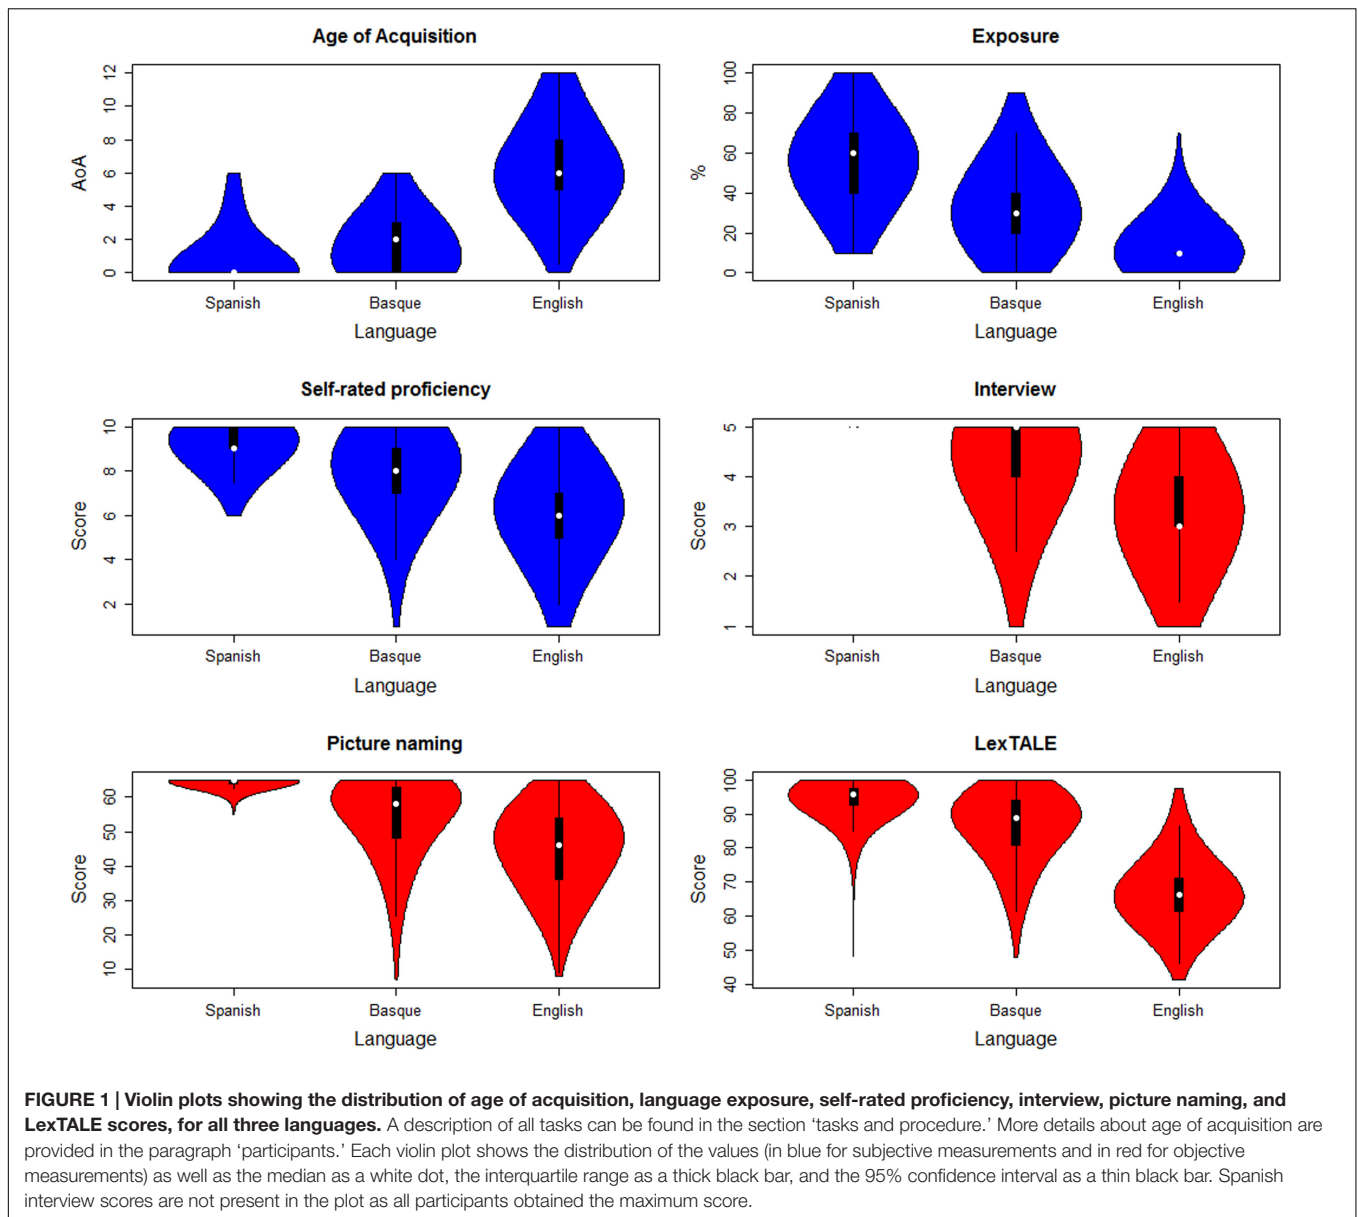 Age of Acquisition
AoA
12
10
8
6
4
2
0
Spanish
Basque
English
Language
Exposure
%
100
80
60
40
20
0
Spanish
Basque
English
Language
Self-rated proficiency
Score
10
8
6
4
2
Spanish
Basque
English
Language
Interview
Score
5
4
3
2
1
Spanish
Basque
English
Language
Picture naming
Score
60
50
40
30
20
10
Spanish
Basque
English
Language
LexTALE
Score
100
90
80
70
60
50
40
Spanish
Basque
English
Language
FIGURE 1 | Violin plots showing the distribution of age of acquisition, language exposure, self-rated proficiency, interview, picture naming, and
LexTALE scores, for all three languages. A description of all tasks can be found in the section ‘tasks and procedure.’ More details about age of acquisition are
provided in the paragraph ‘participants.’ Each violin plot shows the distribution of the values (in blue for subjective measurements and in red for objective
measurements) as well as the median as a white dot, the interquartile range as a thick black bar, and the 95% confidence interval as a thin black bar. Spanish
interview scores are not present in the plot as all participants obtained the maximum score.